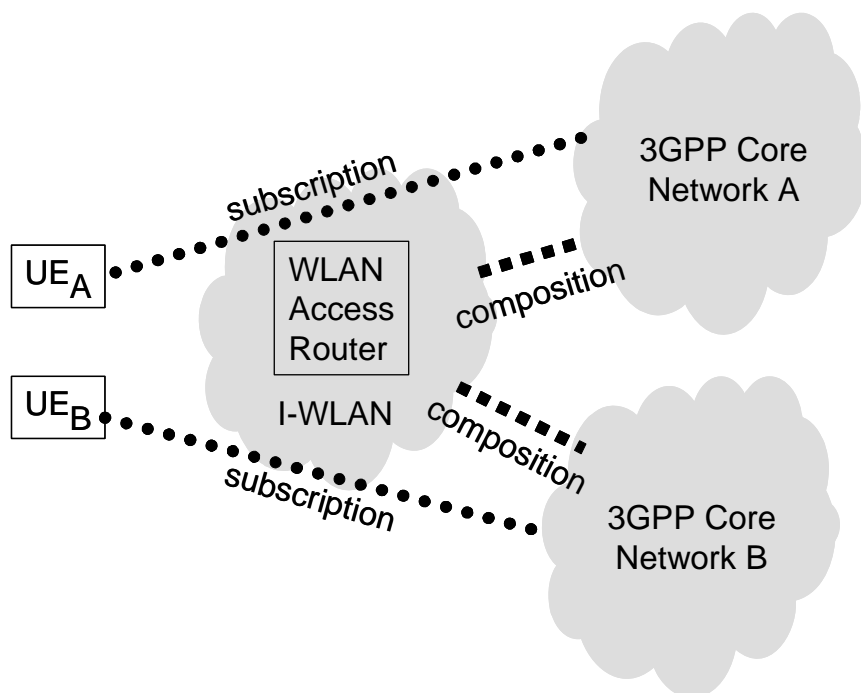 3GPP Core
Network A
subscription
UEA
WLAN
Access
Router
composition
UEB
I-WLAN
composition
subscription
3GPP Core
Network B